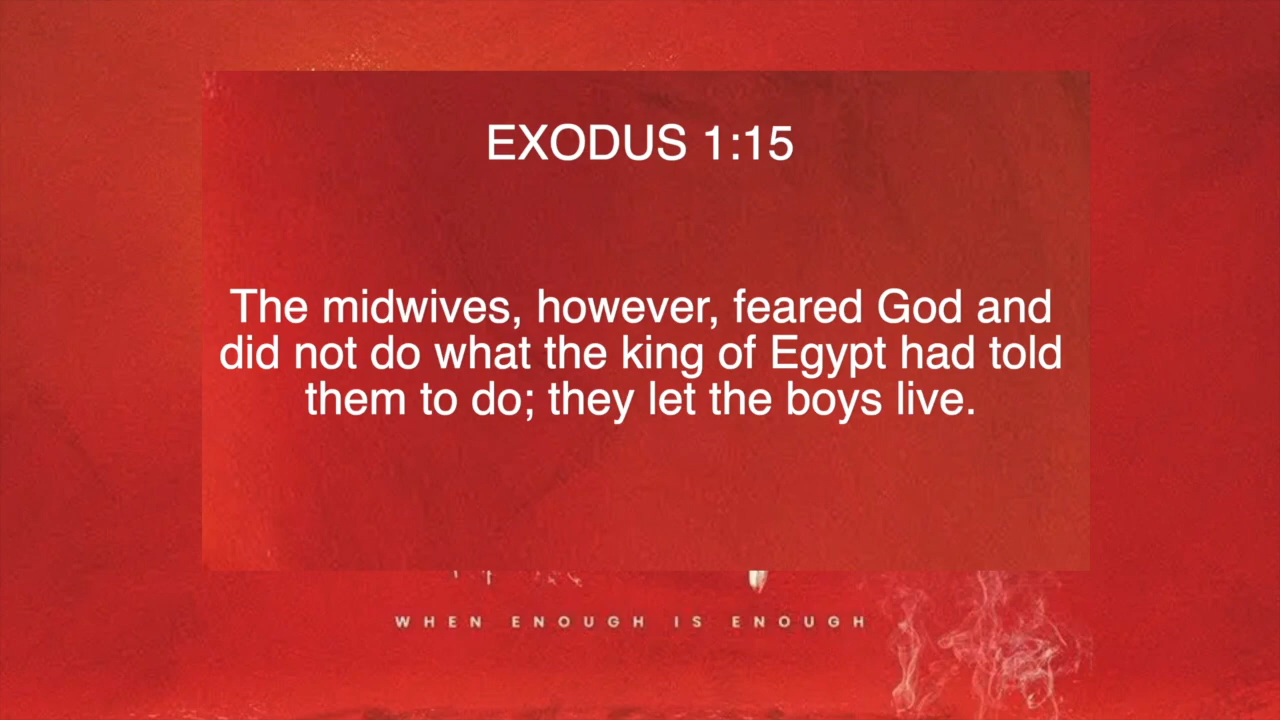 EXODUS 1:15
The midwives, however, feared God and
did not do what the king of Egypt had told
them to do; they let the boys live.
WHEN ENOUGH IS ENOUGH